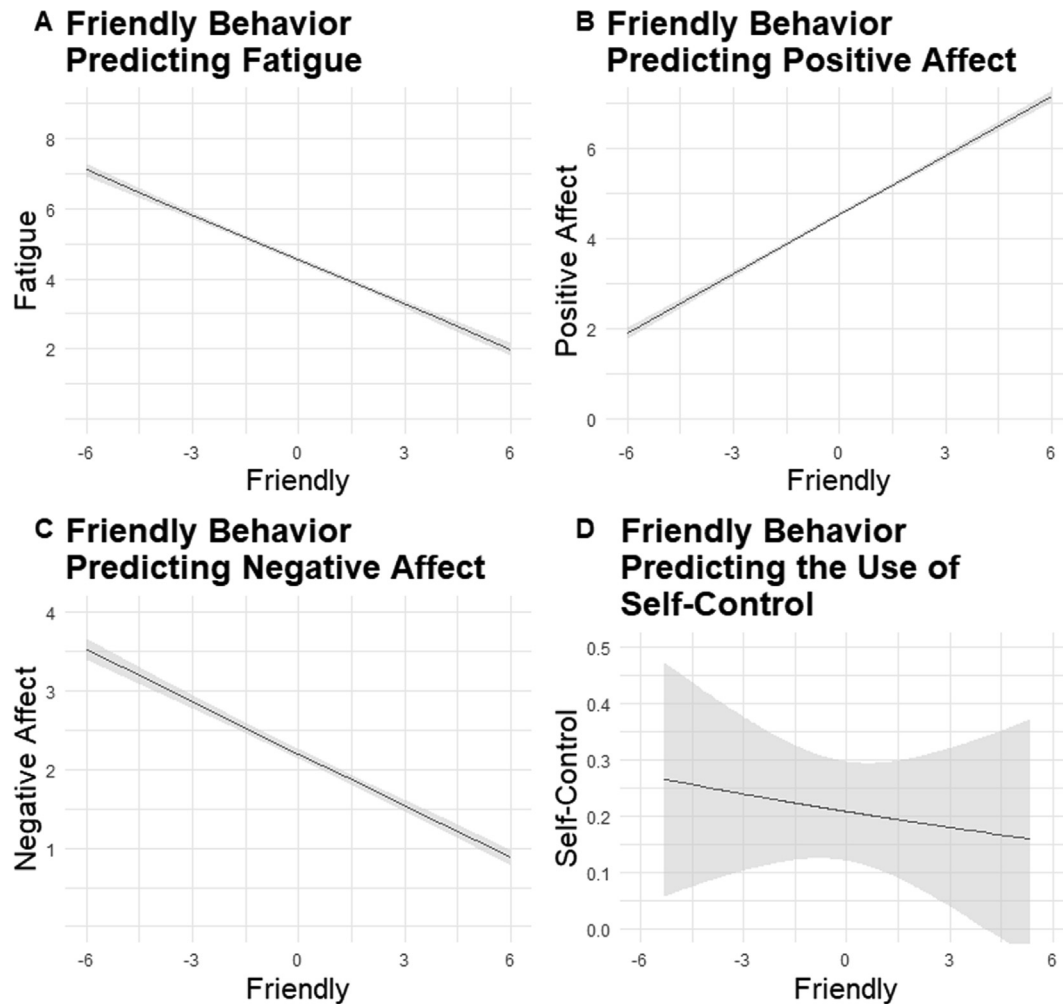 A Friendly Behavior
Predicting Fatigue
8
6
4
2
Fatigue
-6 -3 0 3 6
Friendly
B Friendly Behavior
Predicting Positive Affect
6
4
2
0
Positive Affect
-6 -3 0 3 6
Friendly
C Friendly Behavior
Predicting Negative Affect
4
3
2
1
Negative Affect
-6 -3 0 3 6
Friendly
D Friendly Behavior
Predicting the Use of
Self-Control
0.5
0.4
0.3
0.2
0.1
0.0
Self-Control
-6 -3 0 3 6
Friendly